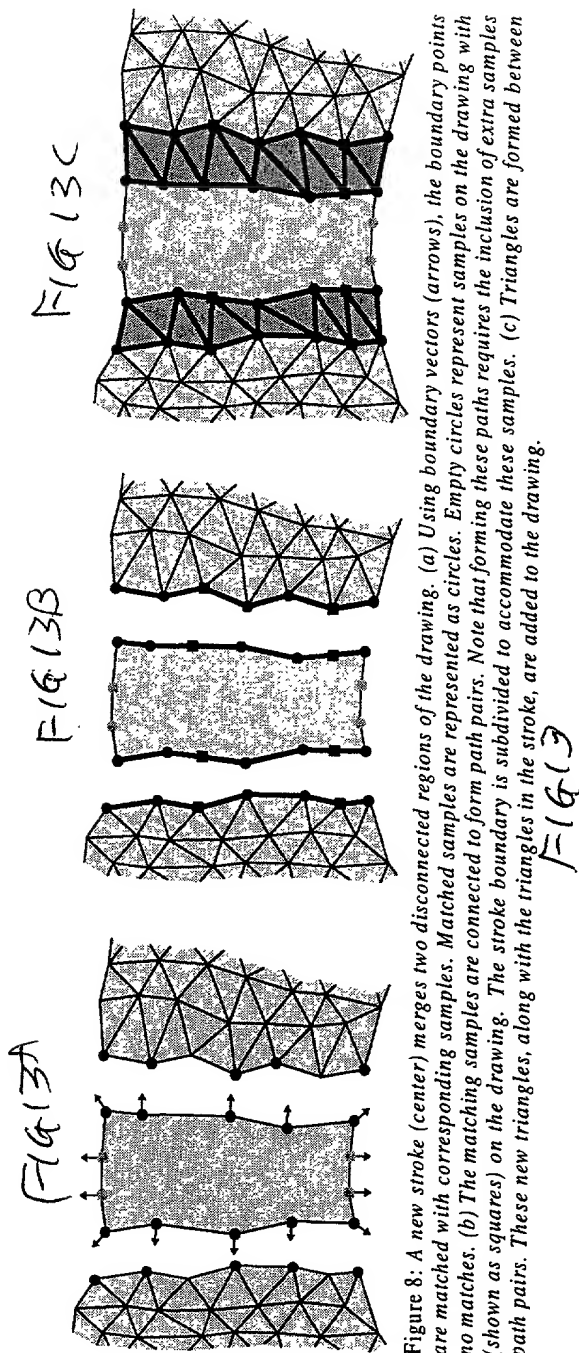 FIG 13A
FIG 13B
FIG 13C
Figure 8: A new stroke (center) merges two disconnected regions of the drawing. (a) Using boundary vectors (arrows), the boundary points
are matched with corresponding samples. Matched samples are represented as circles. Empty circles represent samples on the drawing with
no matches. (b) The matching samples are connected to form path pairs. Note that forming these paths requires the inclusion of extra samples
(shown as squares) on the drawing. The stroke boundary is subdivided to accommodate these samples. (c) Triangles are formed between
path pairs. These new triangles, along with the triangles in the stroke, are added to the drawing.
FIG 13